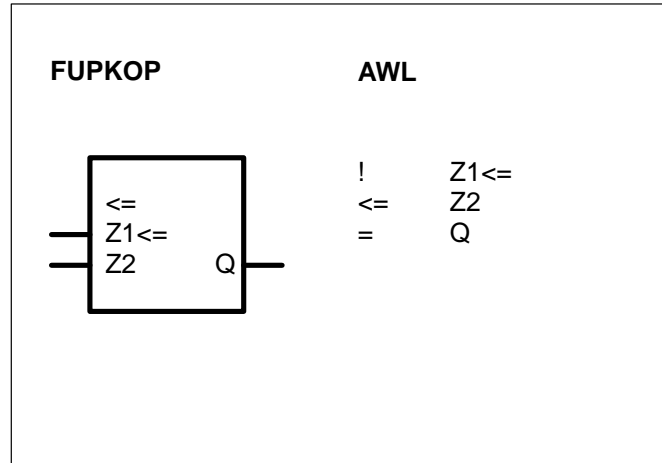 FUPKOP
AWL
<=
Z1<=
Z2 Q
! Z1<=
<= Z2
= Q